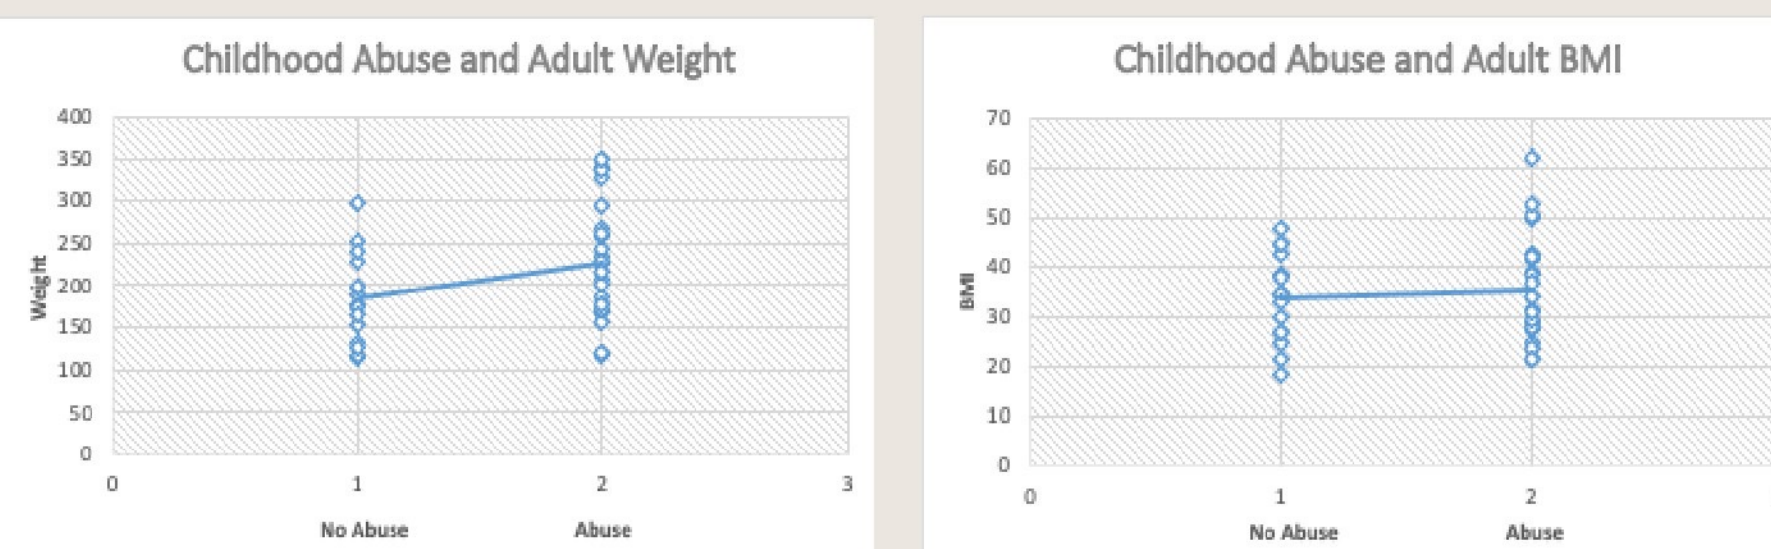 Childhood Abuse and Adult Weight
400
350
300
250
200
150
100
50
0
Weight
0 1 2 3
No Abuse Abuse
Childhood Abuse and Adult BMI
70
60
50
40
30
20
10
0
BMI
0 1 2
No Abuse Abuse